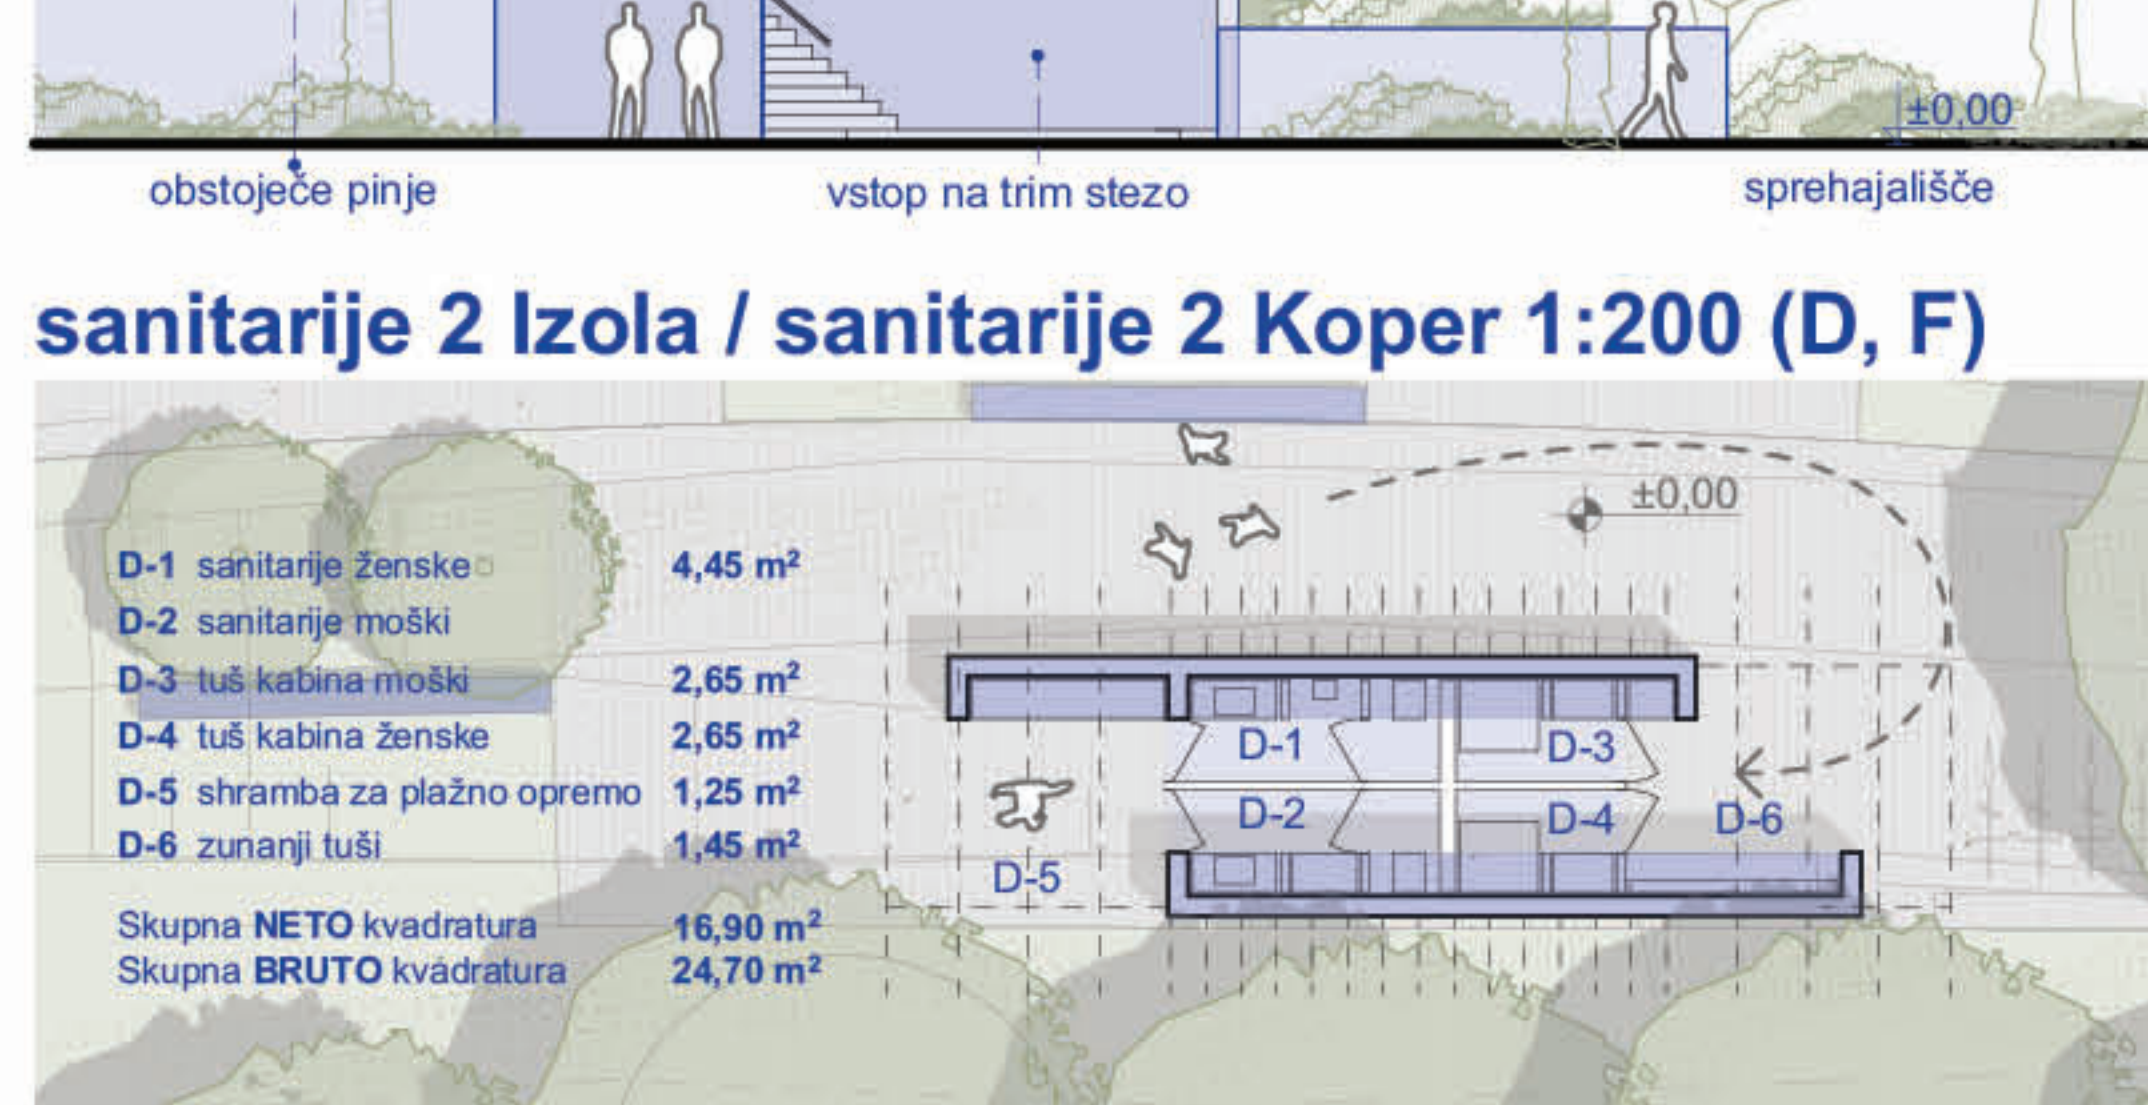 ±0,00
obstoječe pinje
vstop na trim stezo
sprehajališče
sanitarije 2 Izola / sanitarije 2 Koper 1:200 (D, F)
±0,00
D-1 sanitarije ženske 4,45 m²
D-2 sanitarije moški
D-3 tuš kabina moški 2,65 m²
D-4 tuš kabina ženske 2,65 m²
D-5 shramba za plažno opremo 1,25 m²
D-6 zunanji tuši 1,45 m²
Skupna NETO kvadratura 16,90 m²
Skupna BRUTO kvadratura 24,70 m²
D-1
D-3
D-2
D-4
D-6
D-5